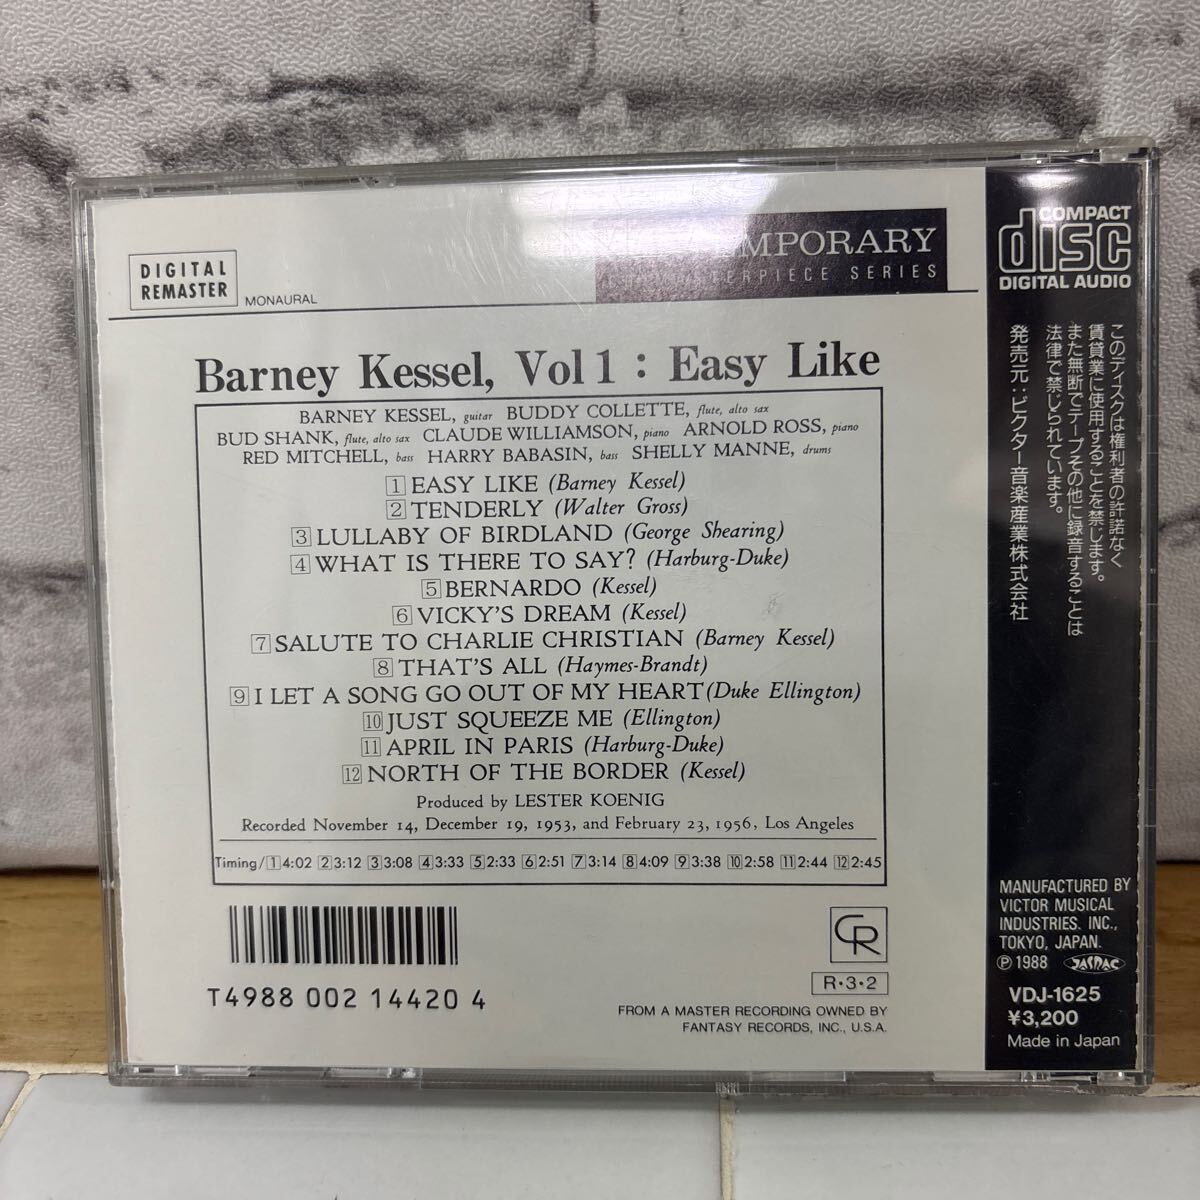 DIGITAL
REMASTER
MONAURAL
MPORARY
ERPIECE SERIES
Barney Kessel, Vol 1 : Easy Like
BARNEY KESSEL, guitar BUDDY COLLETTE, flute, alto sax
BUD SHANK, flute, alto sax CLAUDE WILLIAMSON, piano ARNOLD ROSS, piano
RED MITCHELL, bass HARRY BABASIN, bass SHELLY MANNE, drums
1 EASY LIKE (Barney Kessel)
2 TENDERLY (Walter Gross)
3 LULLABY OF BIRDLAND (George Shearing)
4 WHAT IS THERE TO SAY? (Harburg-Duke)
5 BERNARDO (Kessel)
6 VICKY'S DREAM (Kessel)
7 SALUTE TO CHARLIE CHRISTIAN (Barney Kessel)
8 THAT'S ALL (Haymes-Brandt)
9 I LET A SONG GO OUT OF MY HEART (Duke Ellington)
10 JUST SQUEEZE ME (Ellington)
11 APRIL IN PARIS (Harburg-Duke)
12 NORTH OF THE BORDER (Kessel)
Produced by LESTER KOENIG
Recorded November 14, December 19, 1953, and February 23, 1956, Los Angeles
Timing/1 4:02 2 3:12 3 3:08 4 3:33 5 2:33 6 2:51 7 3:14 8 4:09 9 3:38 10 2:58 11 2:44 12 2:45
T4988 002 14420 4
CR
R・3・2
FROM A MASTER RECORDING OWNED BY
FANTASY RECORDS, INC., U.S.A.
COMPACT
disc
DIGITAL AUDIO
このディスクは権利者の許諾なく
賃貸業に使用することを禁じます。
また無断でテープその他に録音することは
法律で禁じられています。
発売元：ビクター音楽産業株式会社
MANUFACTURED BY
VICTOR MUSICAL
INDUSTRIES, INC.,
TOKYO, JAPAN.
Ⓟ 1988 JASRAC
VDJ-1625
¥3,200
Made in Japan